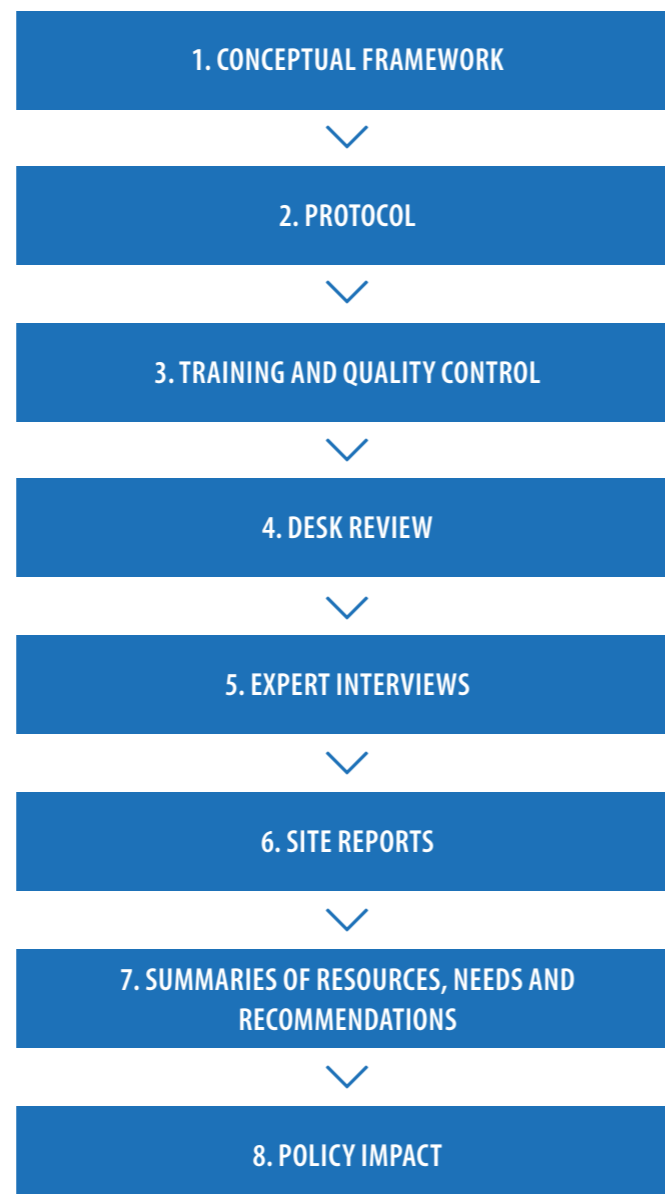 1. CONCEPTUAL FRAMEWORK
2. PROTOCOL
3. TRAINING AND QUALITY CONTROL
4. DESK REVIEW
5. EXPERT INTERVIEWS
6. SITE REPORTS
7. SUMMARIES OF RESOURCES, NEEDS AND
RECOMMENDATIONS
8. POLICY IMPACT